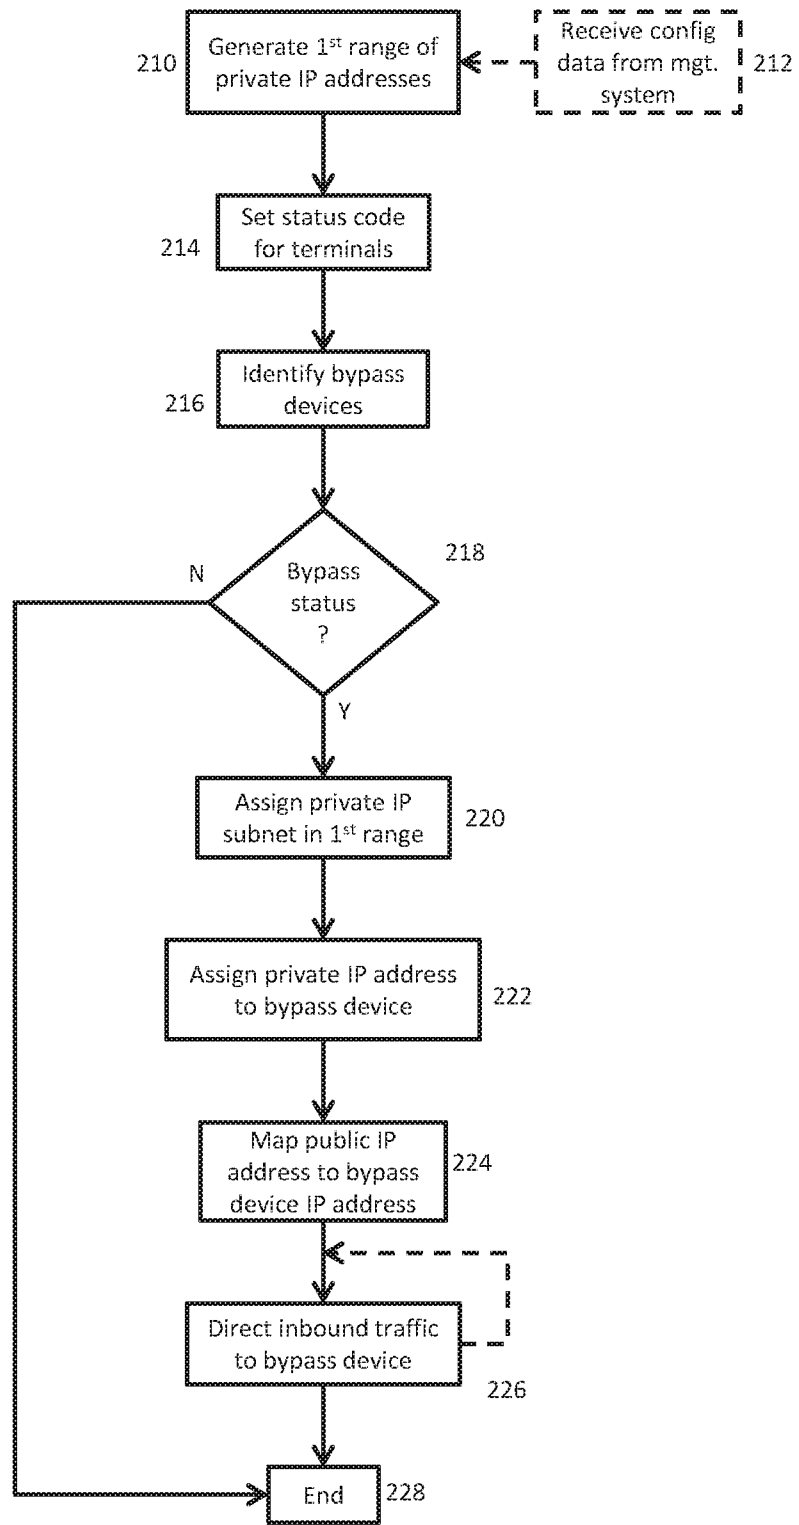 210
Generate 1st range of
private IP addresses
Receive config
data from mgt.
system
212
214
Set status code
for terminals
216
Identify bypass
devices
218
N
Bypass
status
?
Y
Assign private IP
subnet in 1st range
220
Assign private IP address
to bypass device
222
Map public IP
address to bypass
device IP address
224
Direct inbound traffic
to bypass device
226
End
228